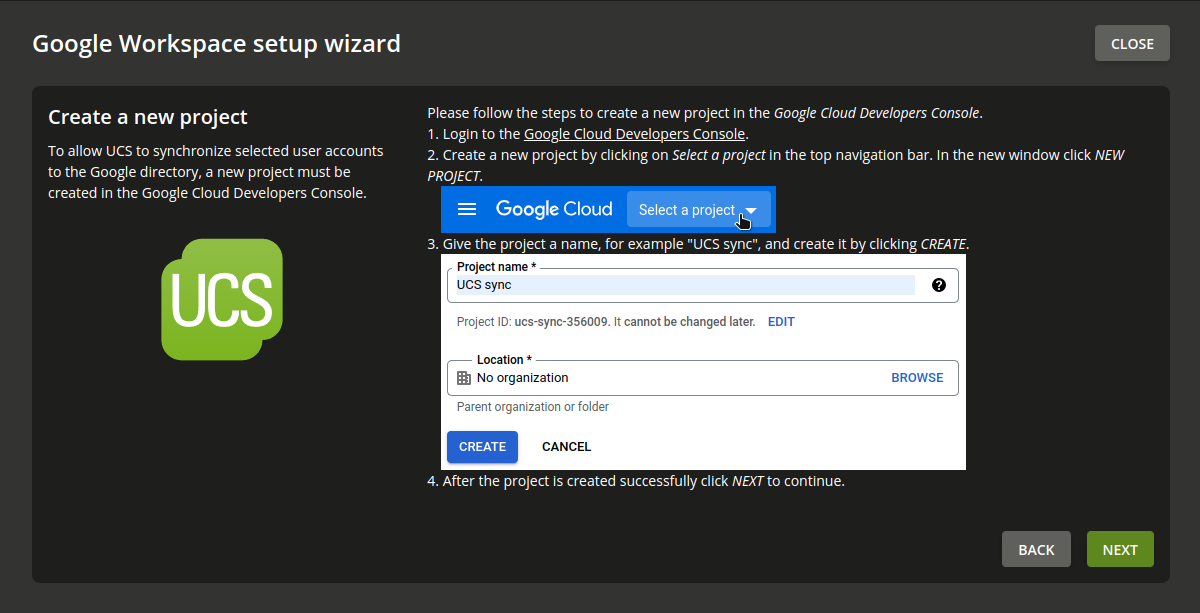 Google Workspace setup wizard
CLOSE
Create a new project
To allow UCS to synchronize selected user accounts
to the Google directory, a new project must be
created in the Google Cloud Developers Console.
UCS
Please follow the steps to create a new project in the Google Cloud Developers Console.
1. Login to the Google Cloud Developers Console.
2. Create a new project by clicking on Select a project in the top navigation bar. In the new window click NEW
PROJECT.
Google Cloud
Select a project
3. Give the project a name, for example "UCS sync", and create it by clicking CREATE.
Project name *
UCS sync
?
Project ID: ucs-sync-356009. It cannot be changed later. EDIT
Location *
No organization
BROWSE
Parent organization or folder
CREATE
CANCEL
4. After the project is created successfully click NEXT to continue.
BACK
NEXT